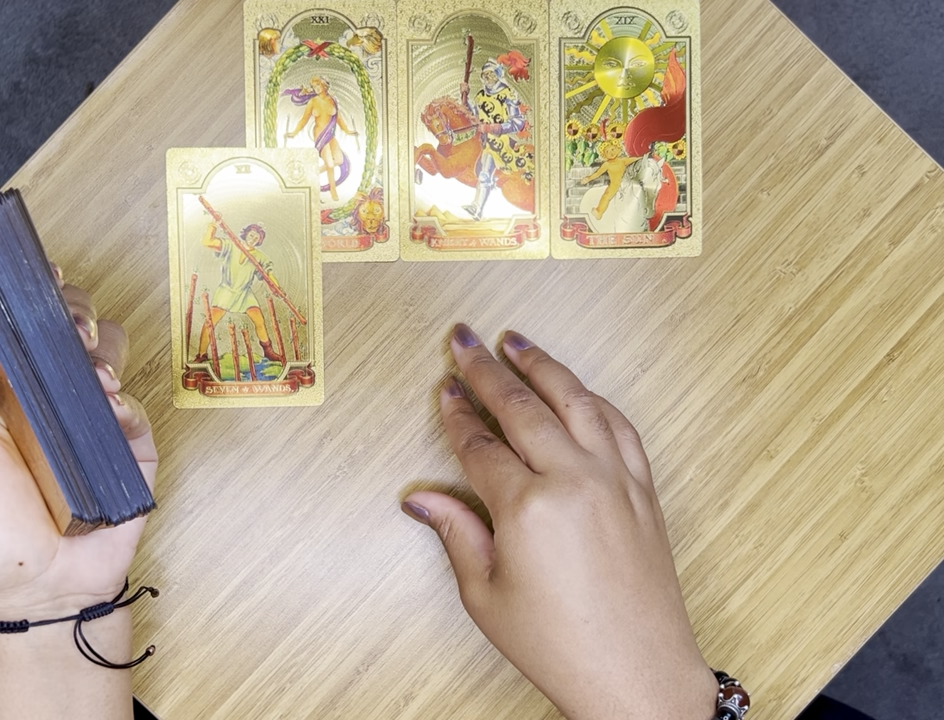 XXI
XIX
WORLD.
KNIGHT of WANDS.
THE SUN.
SEVEN of WANDS.